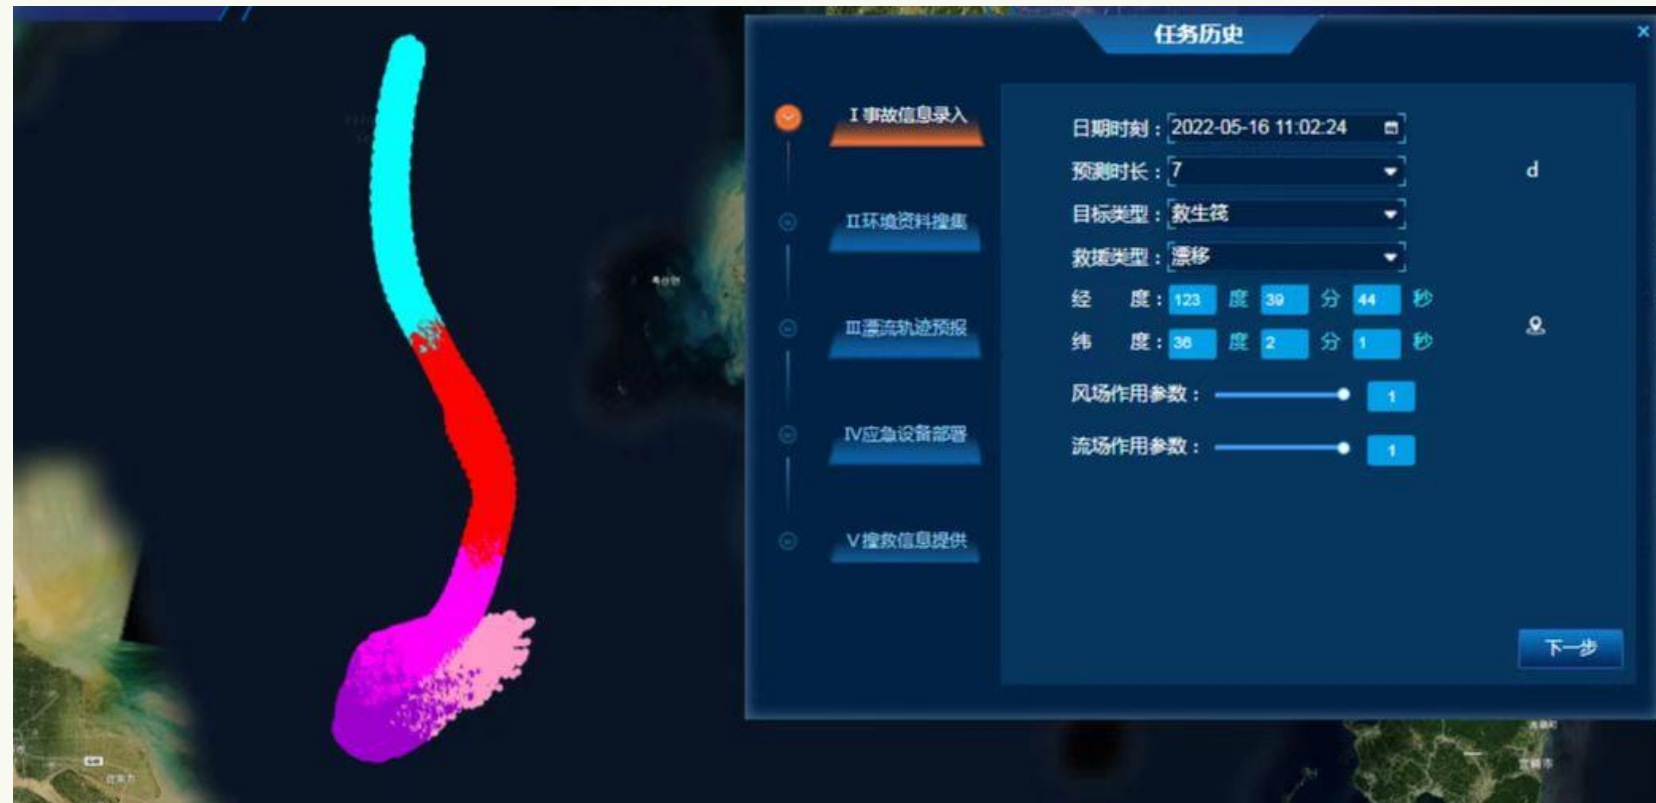 任务历史
×
I 事故信息录入
II环境资料搜集
III漂流轨迹预报
IV应急设备部署
V 搜救信息提供
日期时刻：2022-05-16 11:02:24
预测时长：7 d
目标类型：救生筏
救援类型：漂移
经 度：123 度 39 分 44 秒
纬 度：36 度 2 分 1 秒
风场作用参数： 1
流场作用参数： 1
下一步